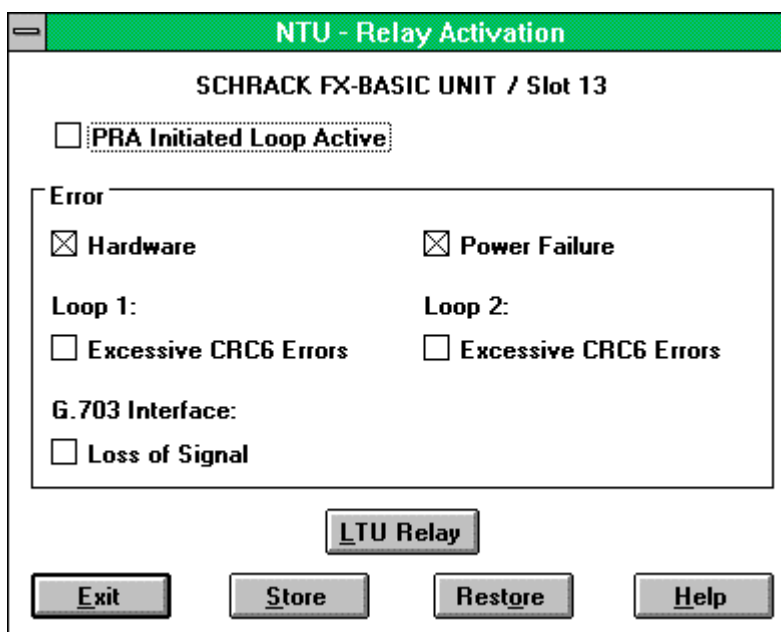 NTU - Relay Activation
SCHRACK FX-BASIC UNIT / Slot 13
PRA Initiated Loop Active
Error
Hardware
Power Failure
Loop 1:
Loop 2:
Excessive CRC6 Errors
Excessive CRC6 Errors
G.703 Interface:
Loss of Signal
LTU Relay
Exit
Store
Restore
Help